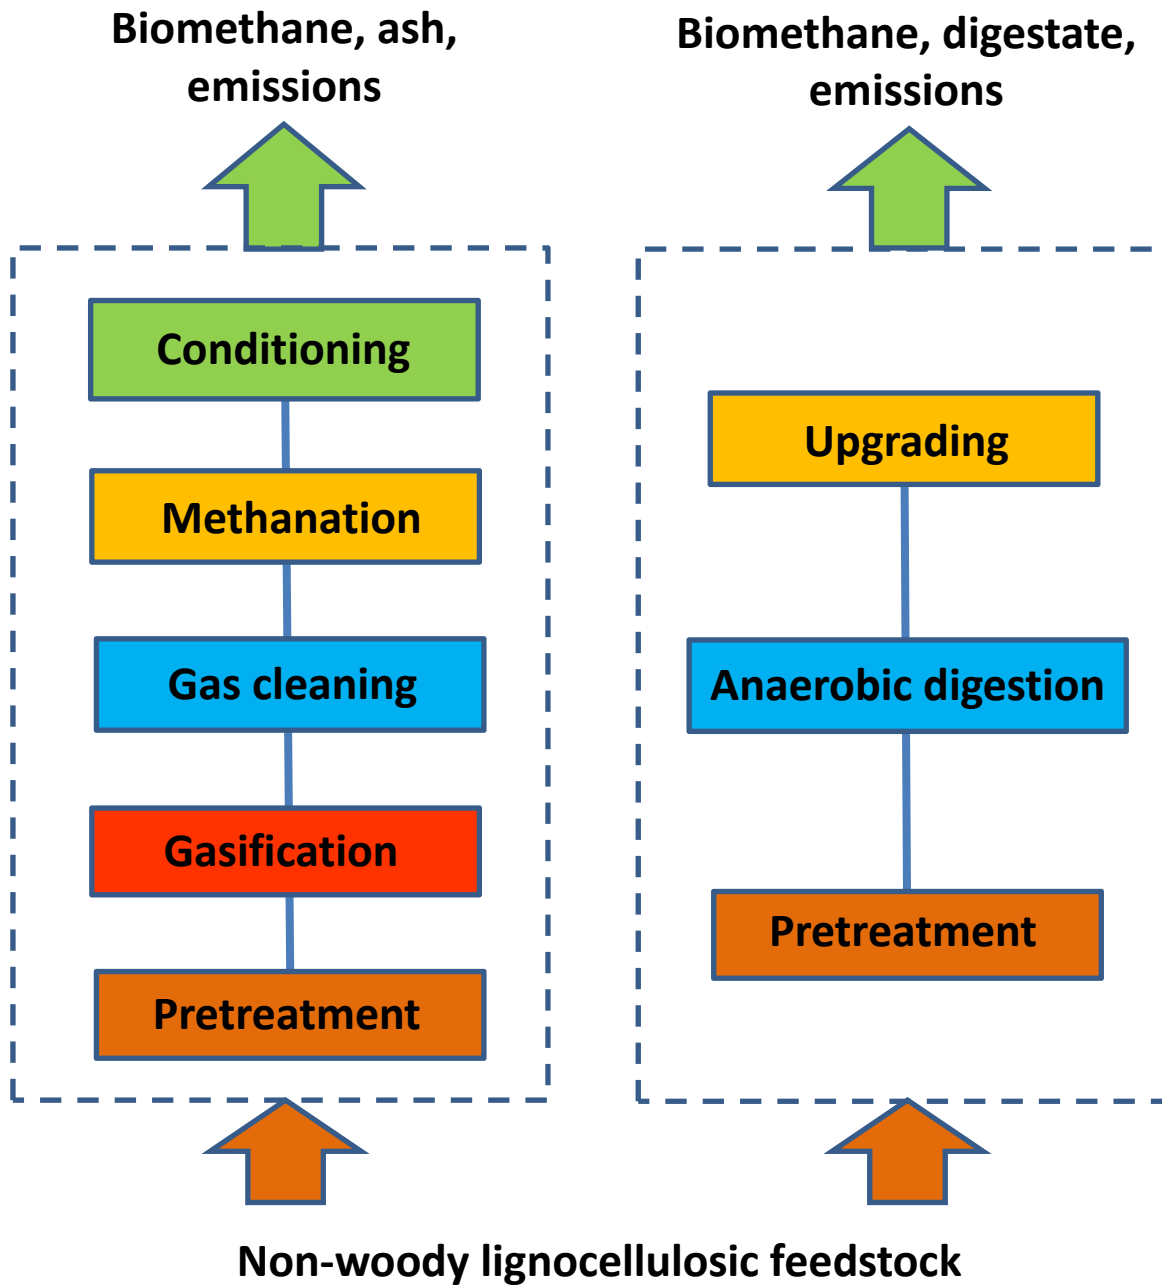 Biomethane, ash,
emissions
Biomethane, digestate,
emissions
Conditioning
Methanation
Gas cleaning
Gasification
Pretreatment
Upgrading
Anaerobic digestion
Pretreatment
Non-woody lignocellulosic feedstock